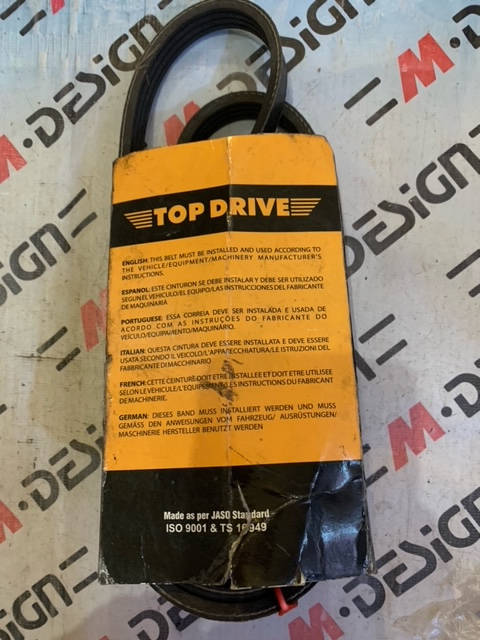 TOP DRIVE
ENGLISH: THIS BELT MUST BE INSTALLED AND USED ACCORDING TO
THE VEHICLE/EQUIPMENT/MACHINERY MANUFACTURER'S
INSTRUCTIONS.
ESPANOL: ESTE CINTURON SE DEBE INSTALAR Y DEBE SER UTILIZADO
SEGUN EL VEHICULO/EL EQUIPO/LAS INSTRUCCIONES DEL FABRICANTE
DE MAQUINARIA
PORTUGUESE: ESSA CORREIA DEVE SER INSTALADA E USADA DE
ACORDO COM AS INSTRUÇÕES DO FABRICANTE DO
VEÍCULO/EQUIPAMENTO/MAQUINÁRIO.
ITALIAN: QUESTA CINTURA DEVE ESSERE INSTALLATA E DEVE ESSERE
USATA SECONDO IL VEICOLO/L'APPARECCHIATURA/LE ISTRUZIONI DEL
FABBRICANTE DI MACCHINARIO
FRENCH: CETTE CEINTURE DOIT ETRE INSTALLEE ET DOIT ETRE UTILISEE
SELON LE VEHICULE/L'EQUIPEMENT/LES INSTRUCTIONS DU FABRICANT
DE MACHINERIE.
GERMAN: DIESES BAND MUSS INSTALLIERT WERDEN UND MUSS
GEMÄSS DEN ANWEISUNGEN VOM FAHRZEUG/ AUSRÜSTUNGEN/
MASCHINERIE HERSTELLER BENUTZT WERDEN
Made as per JASO Standard
ISO 9001 & TS 16949
M·DESIGN
M·DESIGN
M·DESIGN
M·DESIGN